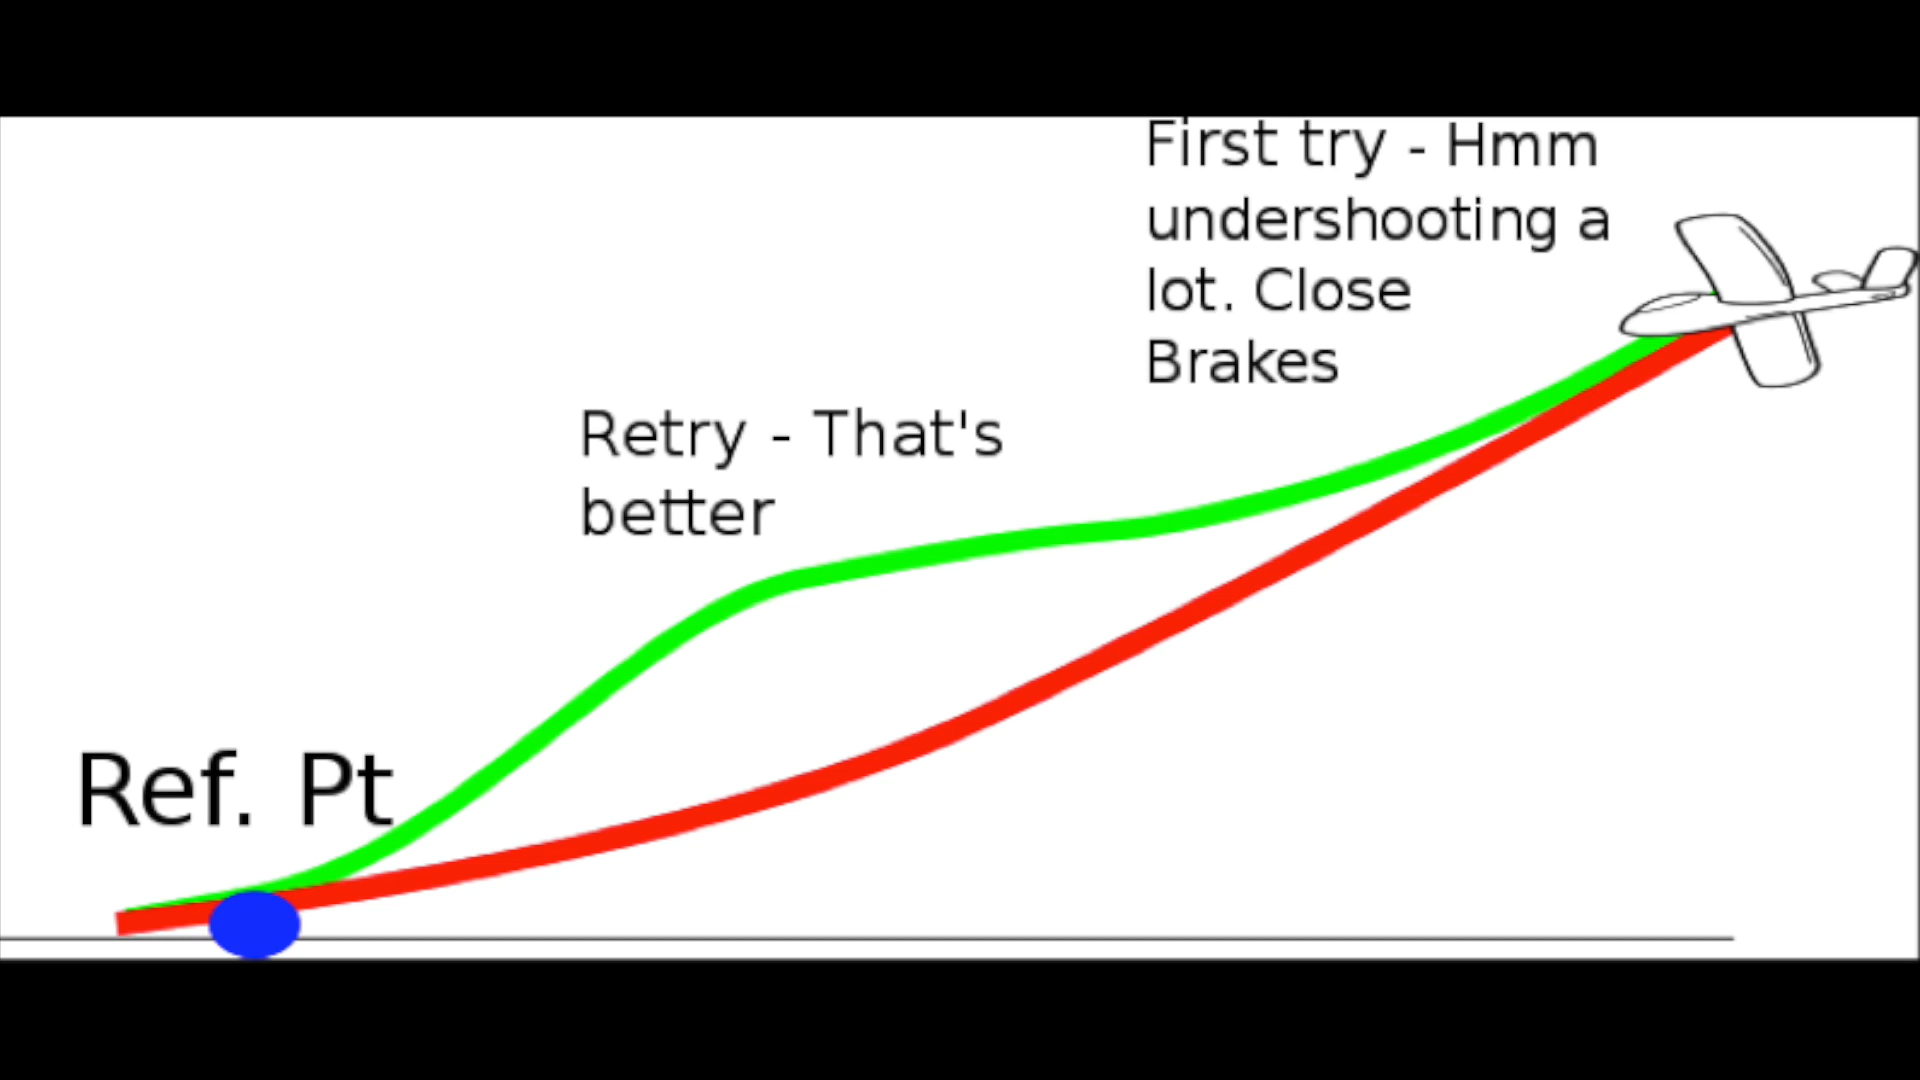 First try - Hmm
undershooting a
lot. Close
Brakes
Retry - That's
better
Ref. Pt